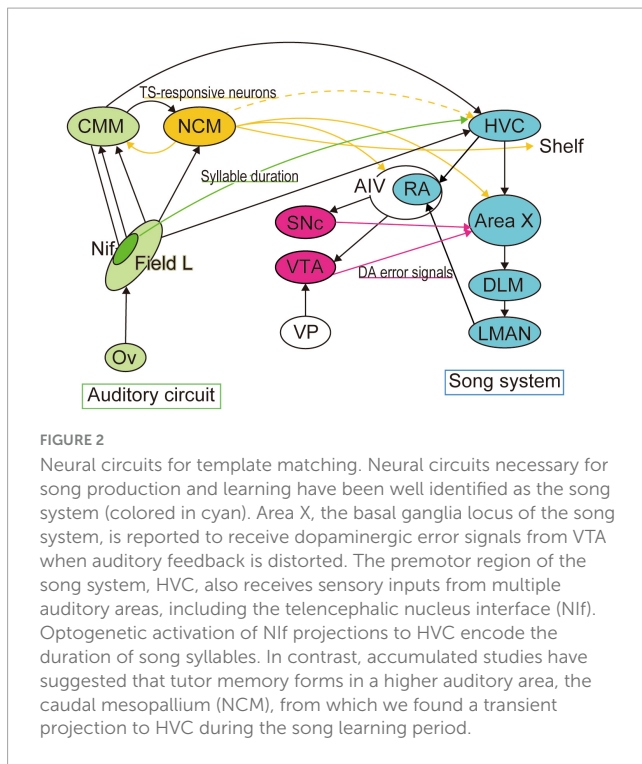 TS-responsive neurons
CMM
NCM
HVC
Shelf
Syllable duration
AIV
RA
SNc
Area X
Nif
Field L
VTA
DA error signals
DLM
VP
LMAN
Ov
Auditory circuit
Song system
FIGURE 2
Neural circuits for template matching. Neural circuits necessary for
song production and learning have been well identified as the song
system (colored in cyan). Area X, the basal ganglia locus of the song
system, is reported to receive dopaminergic error signals from VTA
when auditory feedback is distorted. The premotor region of the
song system, HVC, also receives sensory inputs from multiple
auditory areas, including the telencephalic nucleus interface (NIf).
Optogenetic activation of NIf projections to HVC encode the
duration of song syllables. In contrast, accumulated studies have
suggested that tutor memory forms in a higher auditory area, the
caudal mesopallium (NCM), from which we found a transient
projection to HVC during the song learning period.